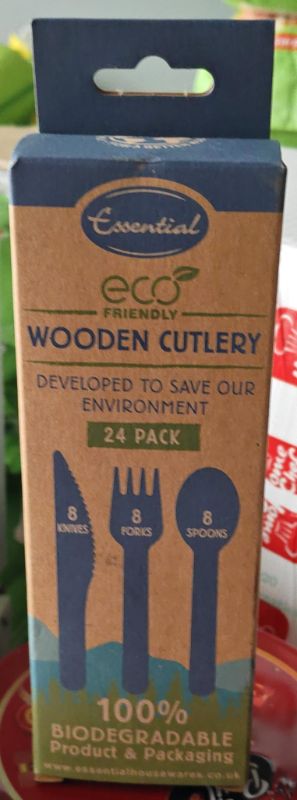 Essential
eco
FRIENDLY
WOODEN CUTLERY
DEVELOPED TO SAVE OUR
ENVIRONMENT
24 PACK
8
KNIVES
8
FORKS
8
SPOONS
100%
BIODEGRADABLE
Product & Packaging
www.essentialhousewares.co.uk